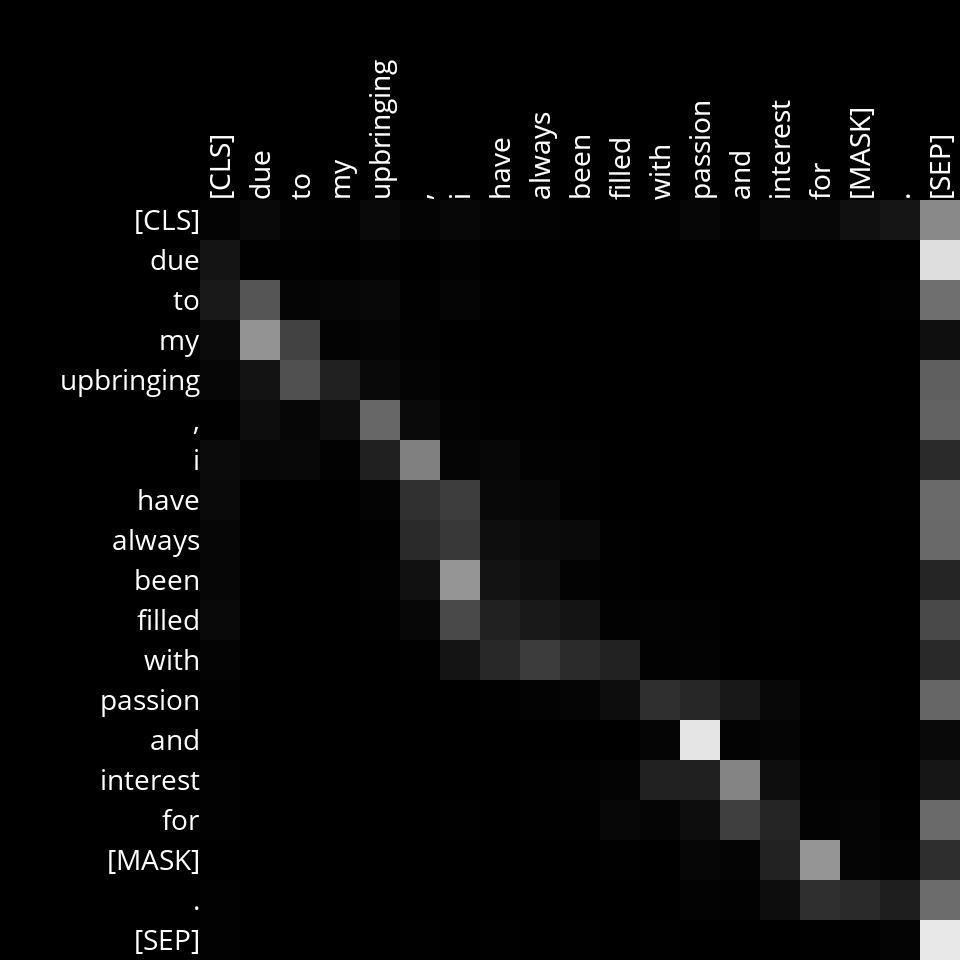 [CLS] due to my upbringing , i have always been filled with passion and interest for [MASK] . [SEP]
[CLS]
due
to
my
upbringing
,
i
have
always
been
filled
with
passion
and
interest
for
[MASK]
.
[SEP]